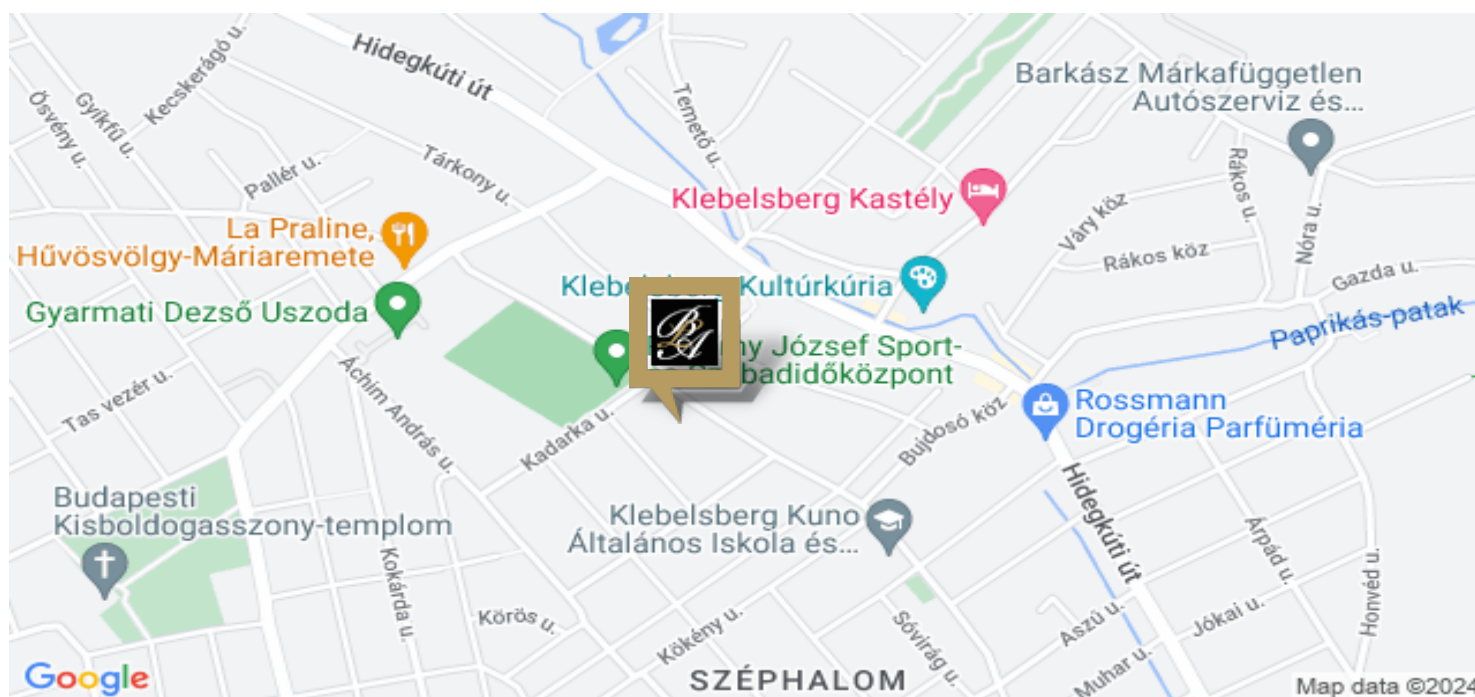 Kecskerágó u.
Hidegkúti út
Ösvény u.
Gyíkfű u.
Pallér u.
Tárkony u.
Temető u.
Barkász Márkafüggetlen
Autószerviz és...
Rákos u.
Klebelsberg Kastély
Váry köz
Rákos köz
Nóra u.
Gazda u.
La Praline,
Hűvösvölgy-Máriaremete
Kultúrkúria
Gyarmati Dezső Uszoda
BLA
Paprikás-patak
József Sport-
Tas vezér u.
Achim András u.
Kadarka u.
Bujdosó köz
Rossmann
Drogéria Parfüméria
Hidegkúti út
Budapesti
Kisboldogasszony-templom
Klebelsberg Kuno
Általános Iskola és...
Kokárda u.
Körös u.
Kökény u.
Sóvirág u.
Aszú u.
Muhar u.
Jókai u.
Árpád u.
Honvéd u.
SZÉPHALOM
Google
Map data ©2024